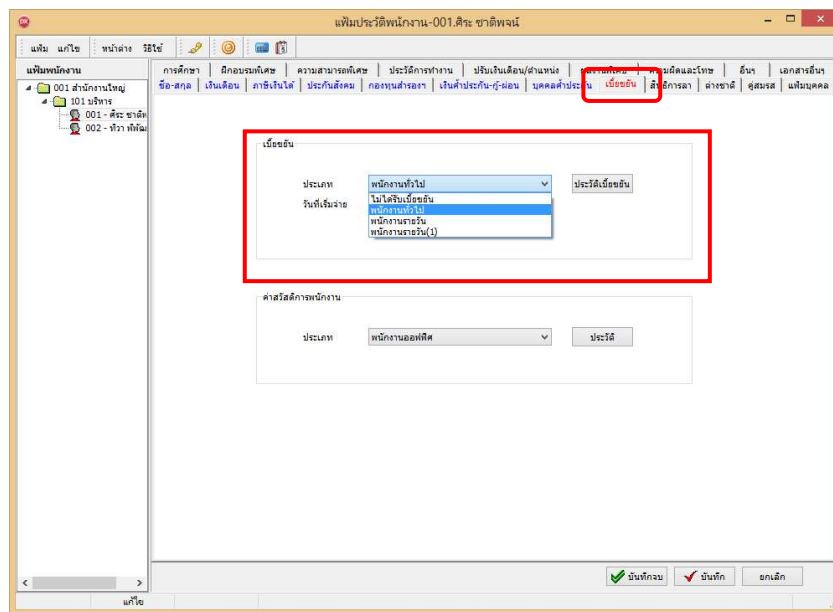 แฟ้มประวัติพนักงาน-001.ศิระ ชาติพจน์
แฟ้ม แก้ไข หน้าต่าง วิธีใช้
แฟ้มพนักงาน
001 สำนักงานใหญ่
101 บริหาร
001 - ศิระ ชาติพ
002 - ทิวา พิพัฒ
การศึกษา ฝึกอบรมพิเศษ ความสามารถพิเศษ ประวัติการทำงาน ปรับเงินเดือน/ตำแหน่ง ความผิดและโทษ อื่นๆ เอกสารอื่นๆ
ชื่อ-สกุล เงินเดือน ภาษีเงินได้ ประกันสังคม กองทุนสำรองฯ เงินค้ำประกัน-กู้-ผ่อน บุคคลค้ำประกัน เบี้ยขยัน สิทธิการลา ต่างชาติ คู่สมรส แฟ้มบุคคล
เบี้ยขยัน
ประเภท พนักงานทั่วไป ประวัติเบี้ยขยัน
วันที่เริ่มจ่าย
ไม่ได้รับเบี้ยขยัน
พนักงานทั่วไป
พนักงานรายวัน
พนักงานรายวัน(1)
ค่าสวัสดิการพนักงาน
ประเภท พนักงานออฟฟิศ ประวัติ
บันทึกจบ บันทึก ยกเลิก
แก้ไข